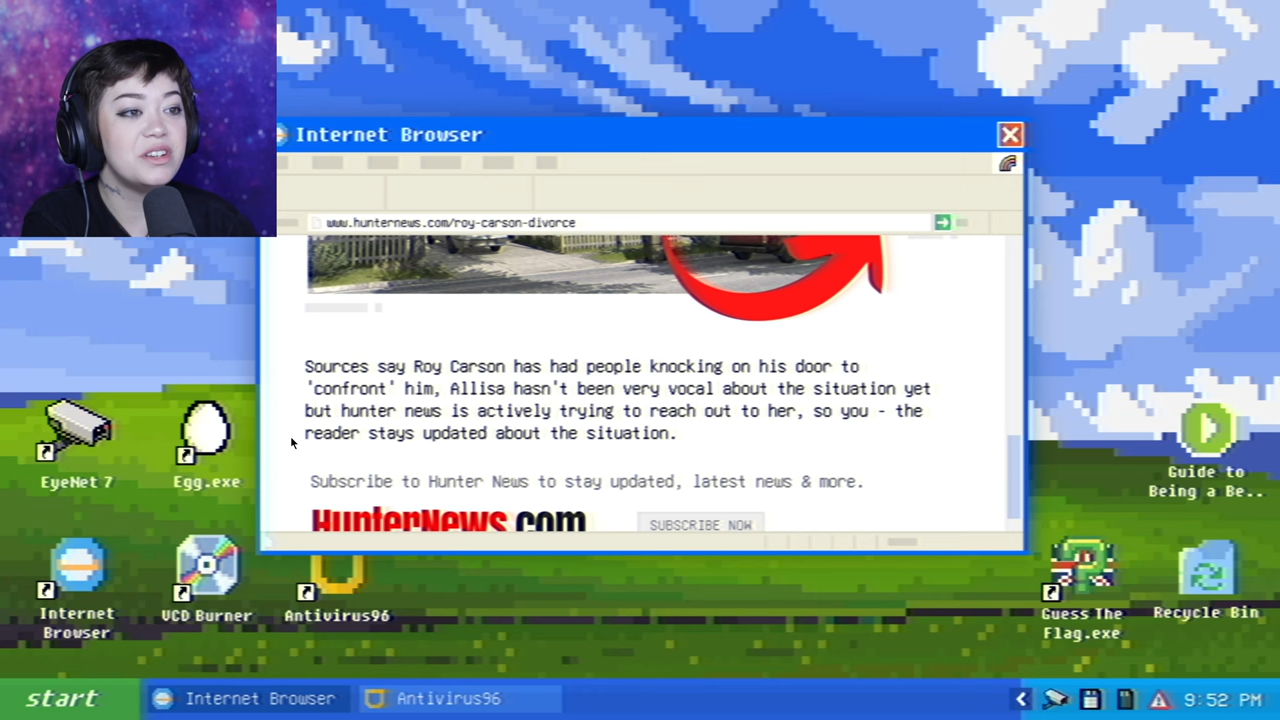 Internet Browser
www.hunternews.com/roy-carson-divorce
Sources say Roy Carson has had people knocking on his door to
'confront' him, Allisa hasn't been very vocal about the situation yet
but hunter news is actively trying to reach out to her, so you - the
reader stays updated about the situation.
Subscribe to Hunter News to stay updated, latest news & more.
HunterNews.com
SUBSCRIBE NOW
EyeNet 7
Egg.exe
Guide to
Being a Be..
Internet
Browser
VCD Burner
Antivirus96
Guess The
Flag.exe
Recycle Bin
start
Internet Browser
Antivirus96
9:52 PM